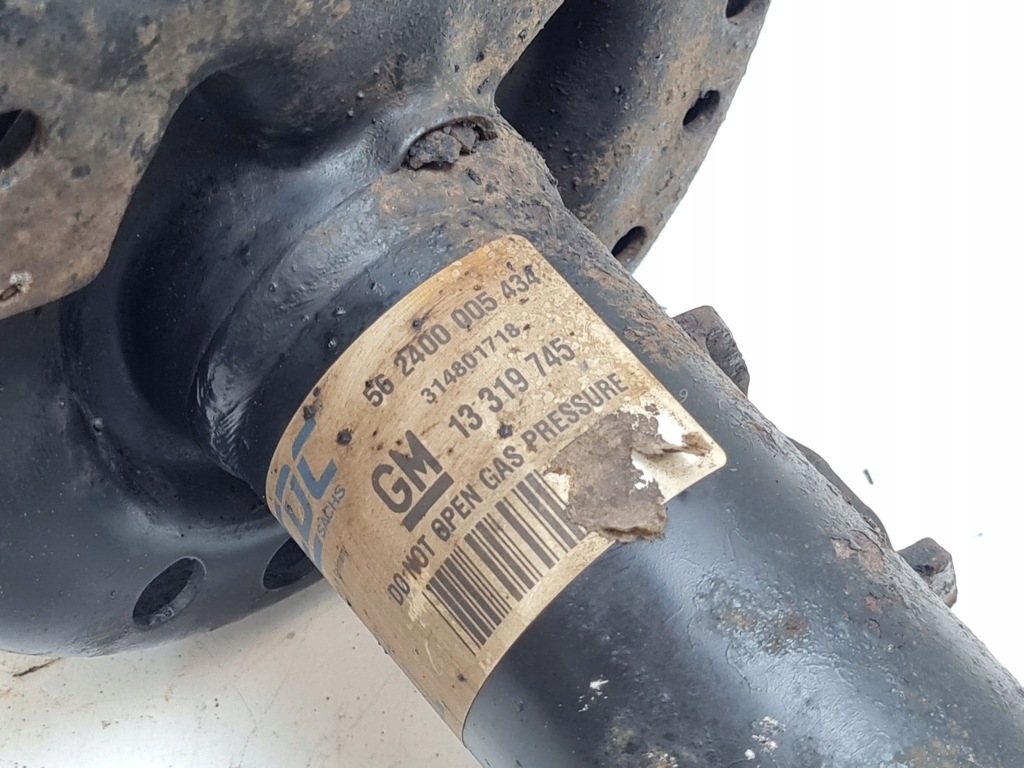 56 2400 005 434
314801718
13 319 745
GM
DO NOT OPEN GAS PRESSURE
SACHS